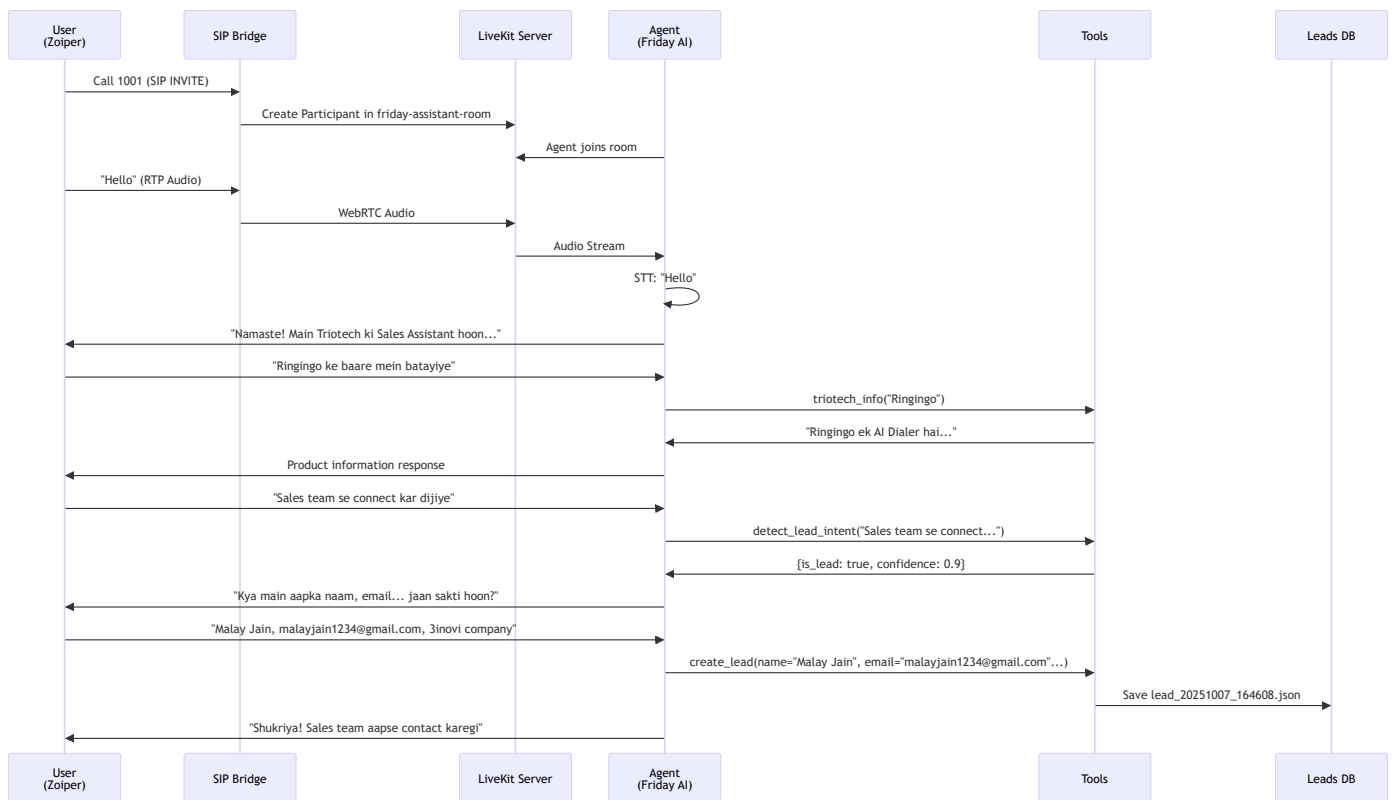 User
(Zoiper)
SIP Bridge
LiveKit Server
Agent
(Friday AI)
Tools
Leads DB
Call 1001 (SIP INVITE)
Create Participant in friday-assistant-room
Agent joins room
"Hello" (RTP Audio)
WebRTC Audio
Audio Stream
STT: "Hello"
"Namaste! Main Triotech ki Sales Assistant hoon..."
"Ringingo ke baare mein batayiye"
triotech_info("Ringingo")
"Ringingo ek AI Dialer hai..."
Product information response
"Sales team se connect kar dijiye"
detect_lead_intent("Sales team se connect...")
{is_lead: true, confidence: 0.9}
"Kya main aapka naam, email... jaan sakti hoon?"
"Malay Jain, malayjain1234@gmail.com, 3inovi company"
create_lead(name="Malay Jain", email="malayjain1234@gmail.com"...)
Save lead_20251007_164608.json
"Shukriya! Sales team aapse contact karegi"
User
(Zoiper)
SIP Bridge
LiveKit Server
Agent
(Friday AI)
Tools
Leads DB